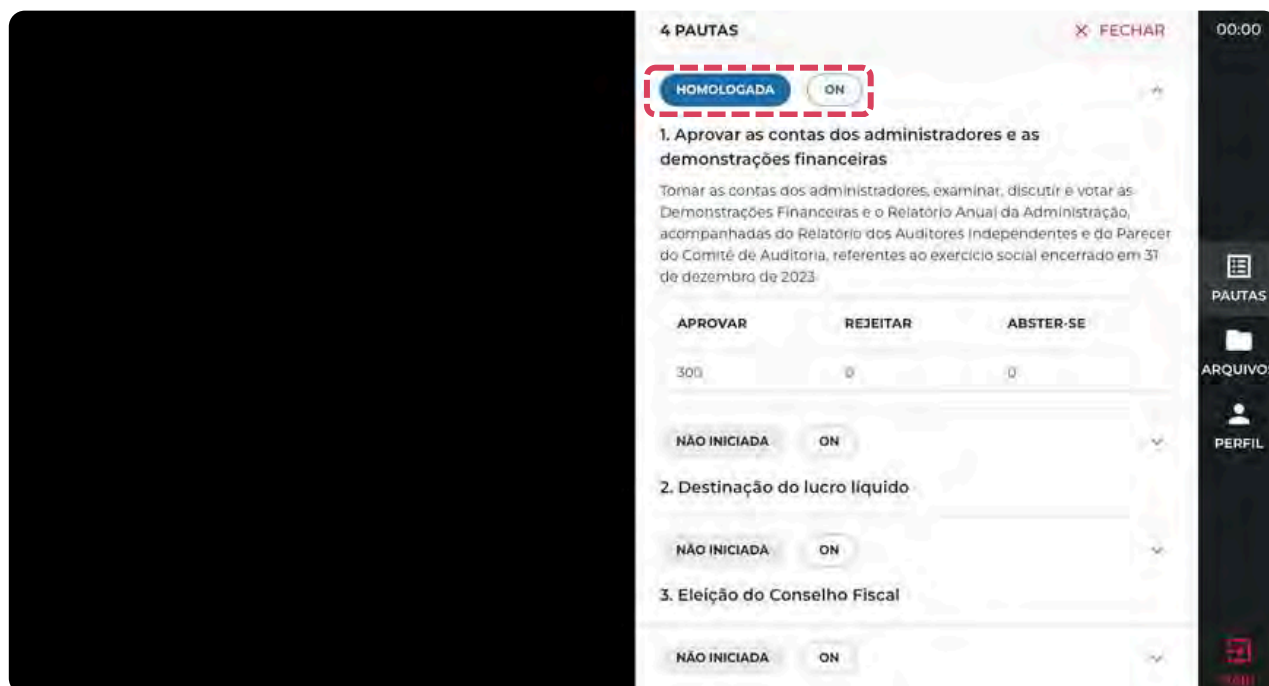 4 PAUTAS
FECHAR
00:00
HOMOLOGADA
ON
1. Aprovar as contas dos administradores e as
demonstrações financeiras
Tomar as contas dos administradores, examinar, discutir e votar as
Demonstrações Financeiras e o Relatório Anual da Administração,
acompanhadas do Relatório dos Auditores Independentes e do Parecer
do Comitê de Auditoria, referentes ao exercício social encerrado em 31
de dezembro de 2023
APROVAR REJEITAR ABSTER-SE
300 0 0
NÃO INICIADA ON
2. Destinação do lucro líquido
NÃO INICIADA ON
3. Eleição do Conselho Fiscal
NÃO INICIADA ON
PAUTAS
ARQUIVOS
PERFIL